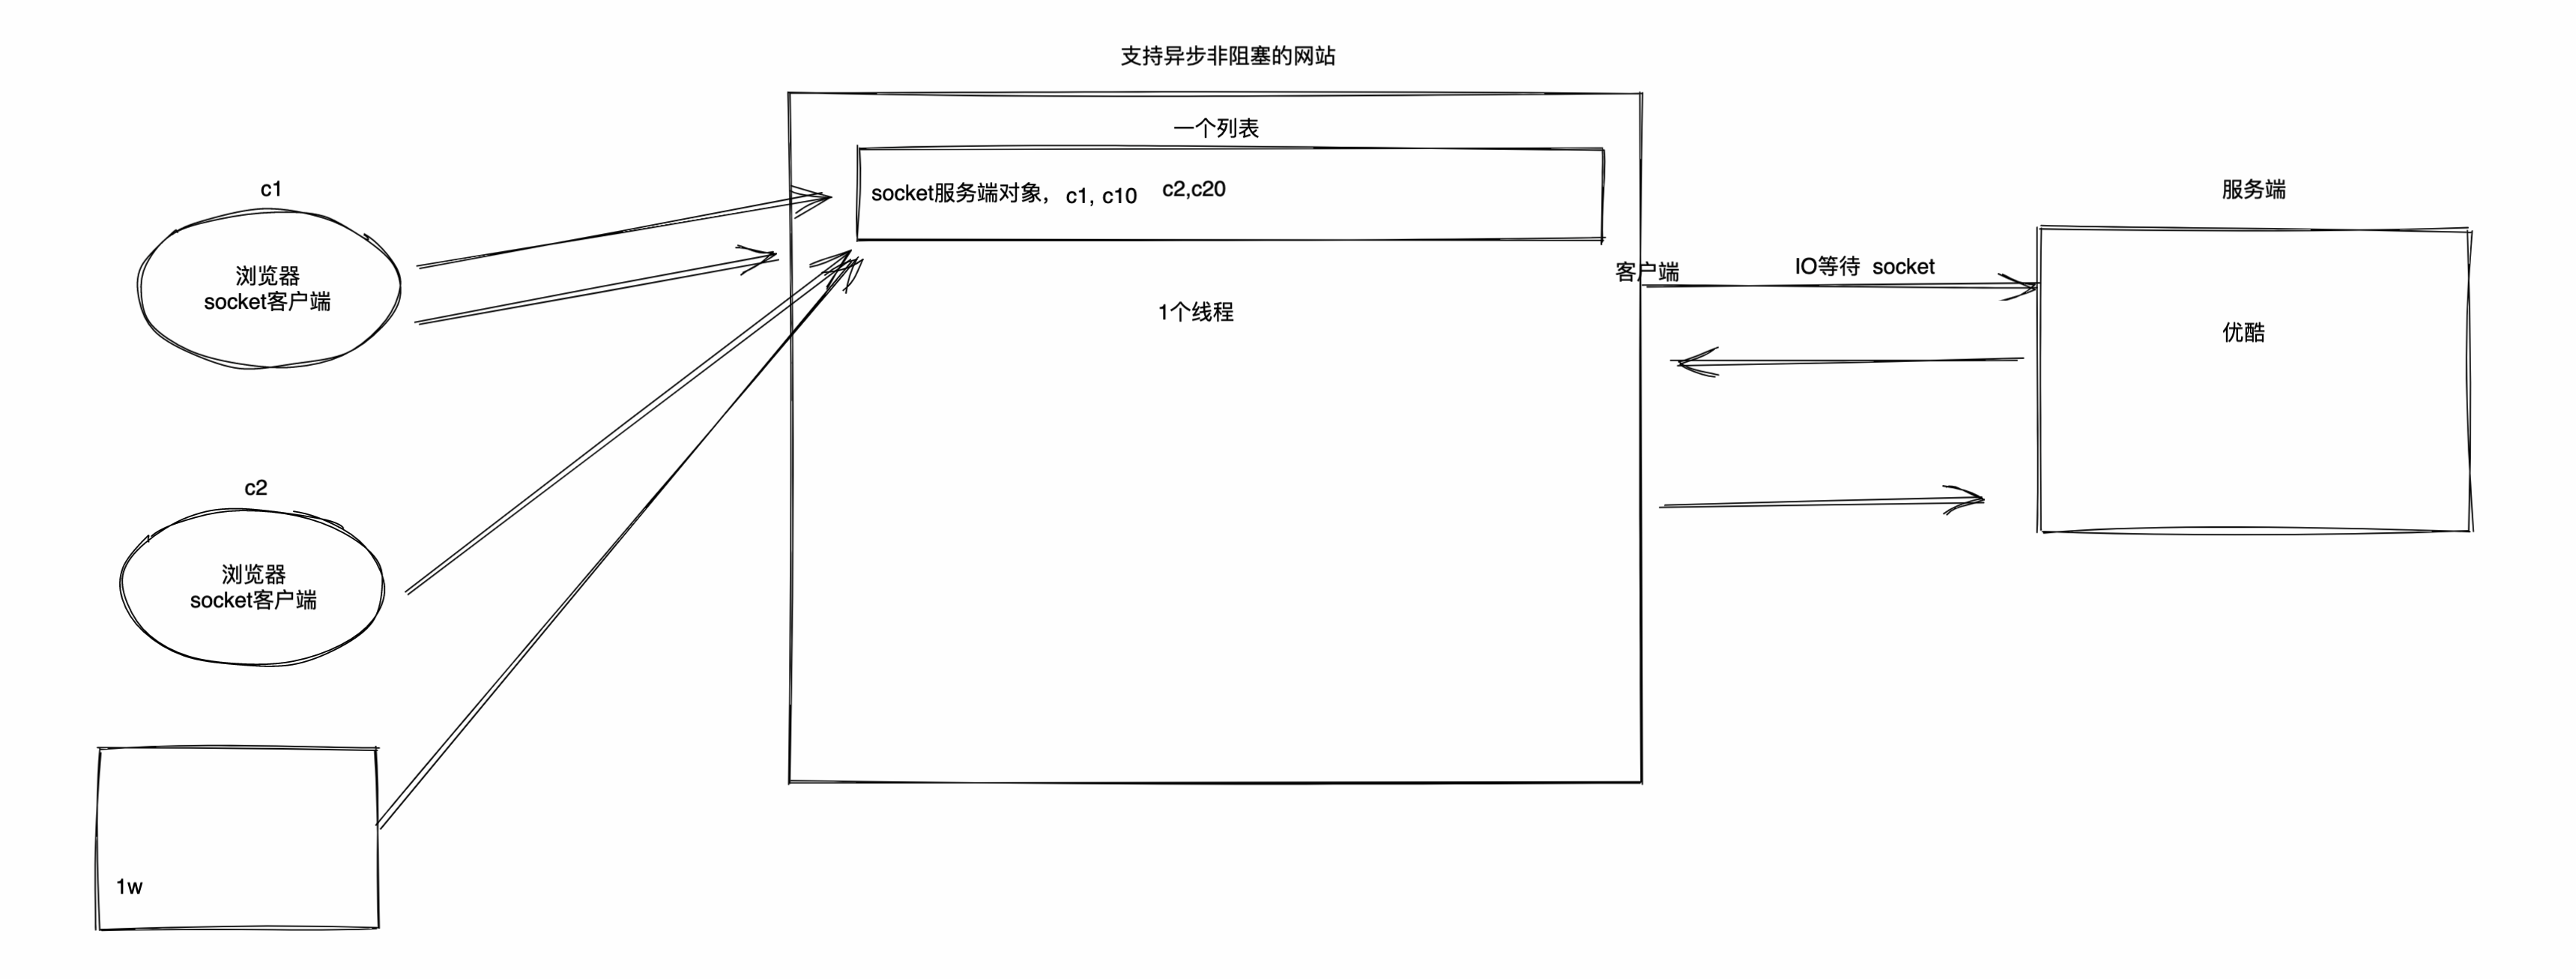 支持异步非阻塞的网站
一个列表
socket服务端对象，c1, c10 c2,c20
1个线程
c1
浏览器
socket客户端
c2
浏览器
socket客户端
1w
客户端
IO等待 socket
服务端
优酷